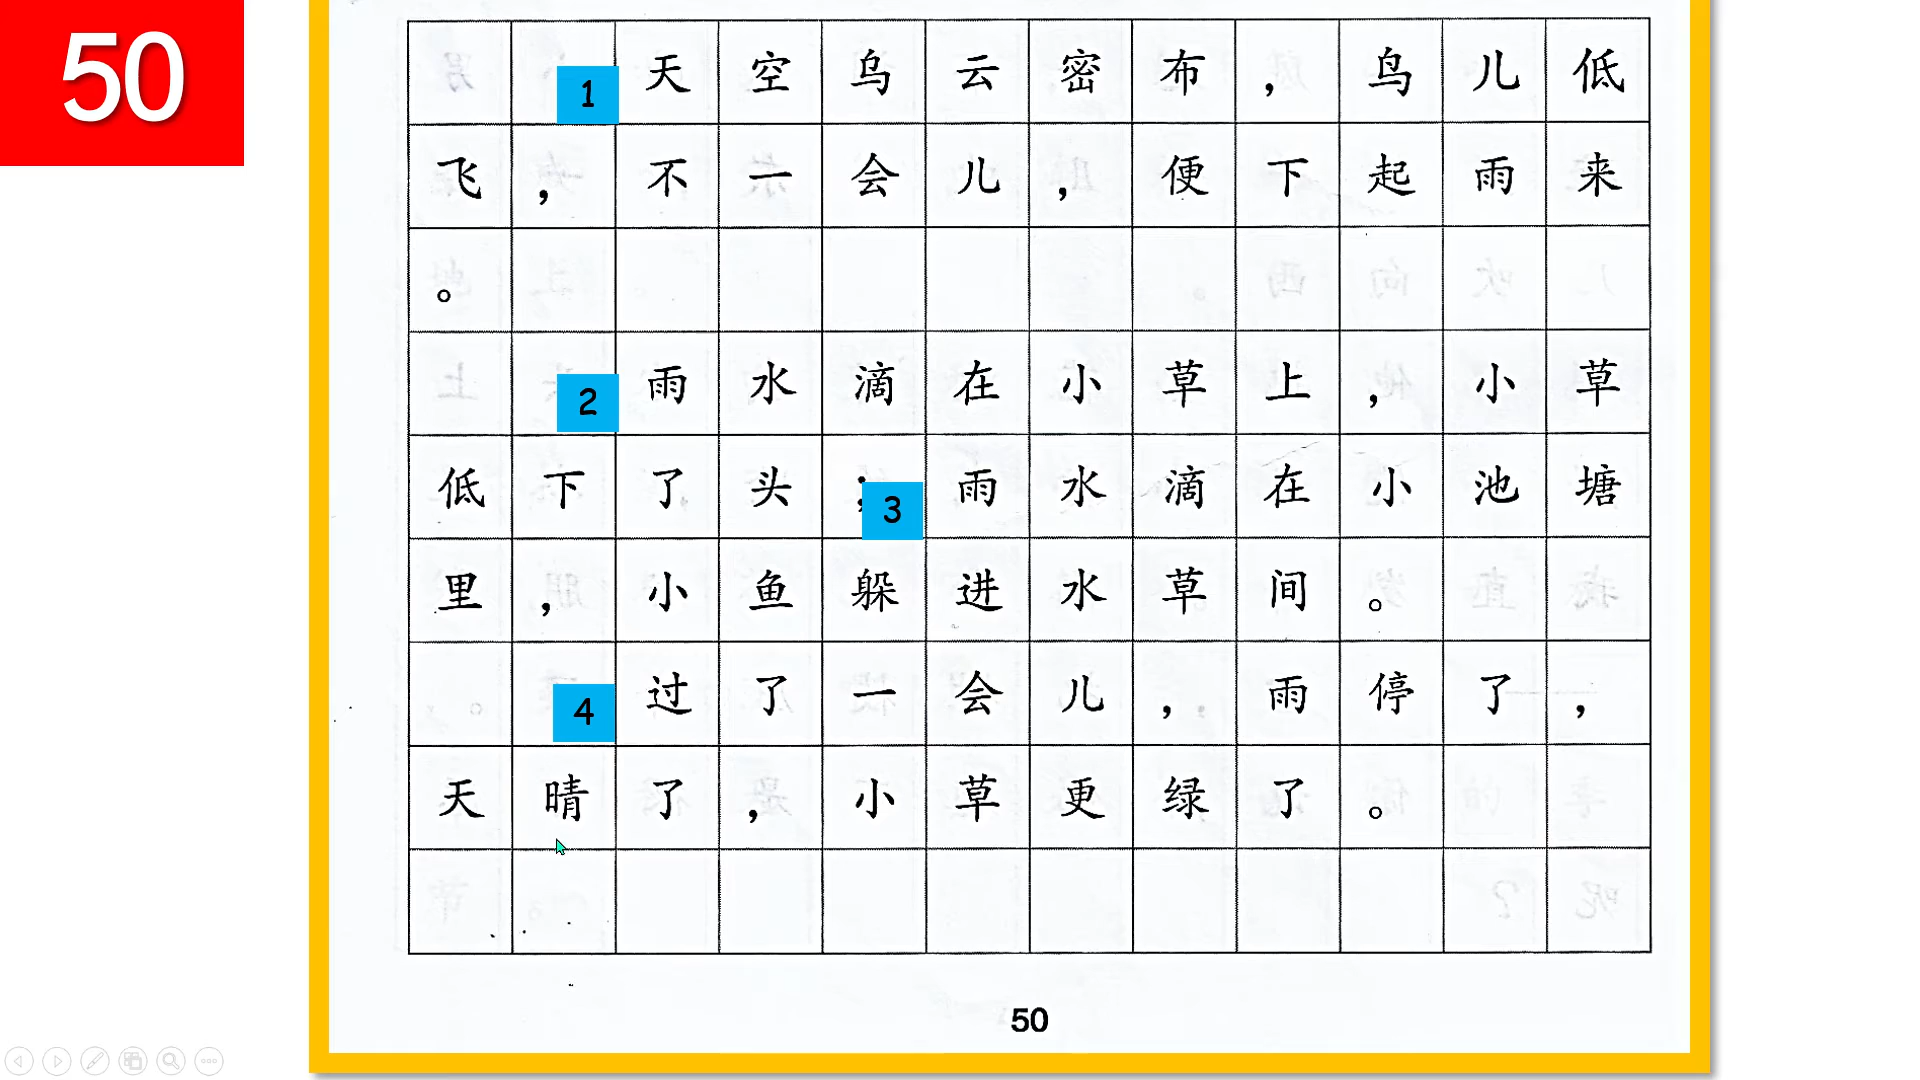 50
1 天空乌云密布，鸟儿低
飞，不一会儿，便下起雨来
。
2 雨水滴在小草上，小草
低下了头；3 雨水滴在小池塘
里，小鱼躲进水草间。
4 过了一会儿，雨停了，
天晴了，小草更绿了。
50